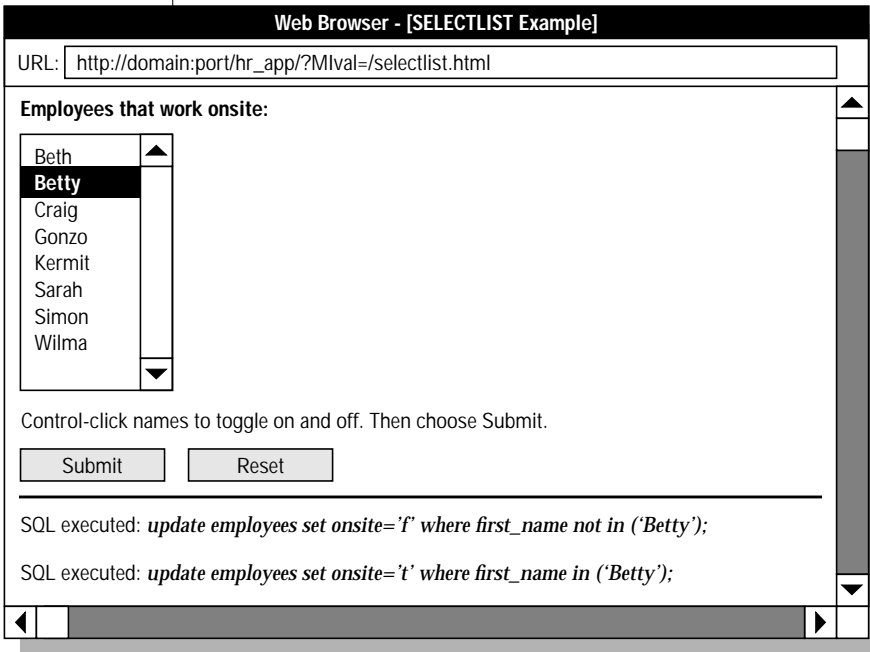 Web Browser - [SELECTLIST Example]
URL: http://domain:port/hr_app/?MIval=/selectlist.html
Employees that work onsite:
Beth
Betty
Craig
Gonzo
Kermit
Sarah
Simon
Wilma
Control-click names to toggle on and off. Then choose Submit.
Submit Reset
SQL executed: update employees set onsite=’f’ where first_name not in (‘Betty’);
SQL executed: update employees set onsite=’t’ where first_name in (‘Betty’);